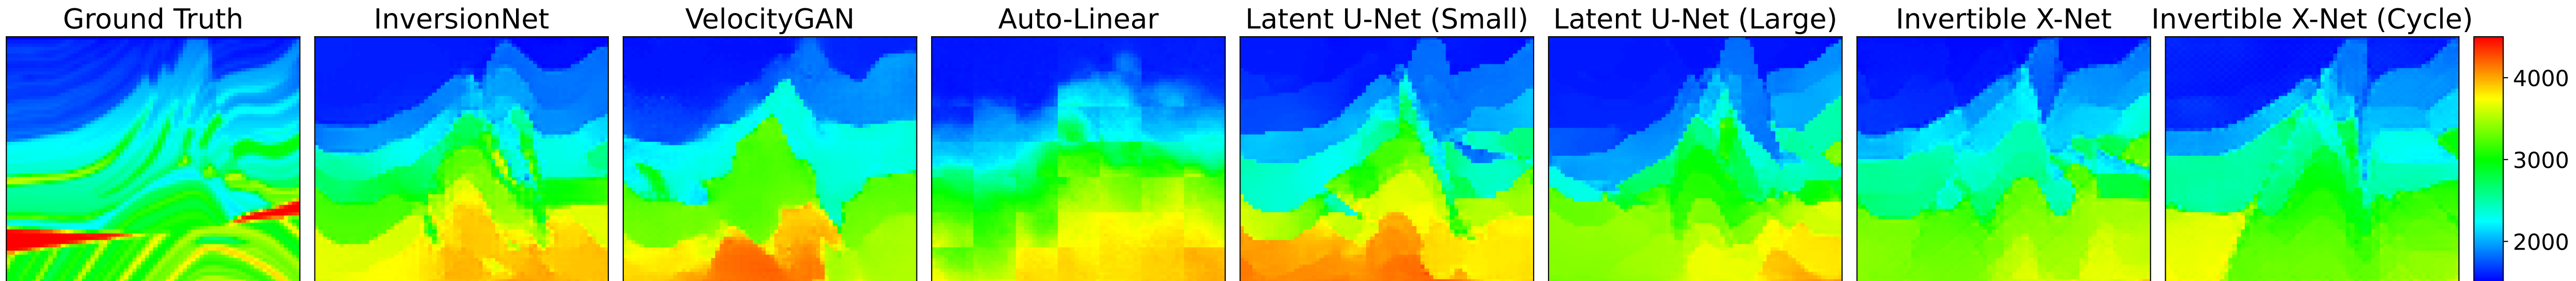 Ground Truth
InversionNet
VelocityGAN
Auto-Linear
Latent U-Net (Small)
Latent U-Net (Large)
Invertible X-Net
Invertible X-Net (Cycle)
4000
3000
2000